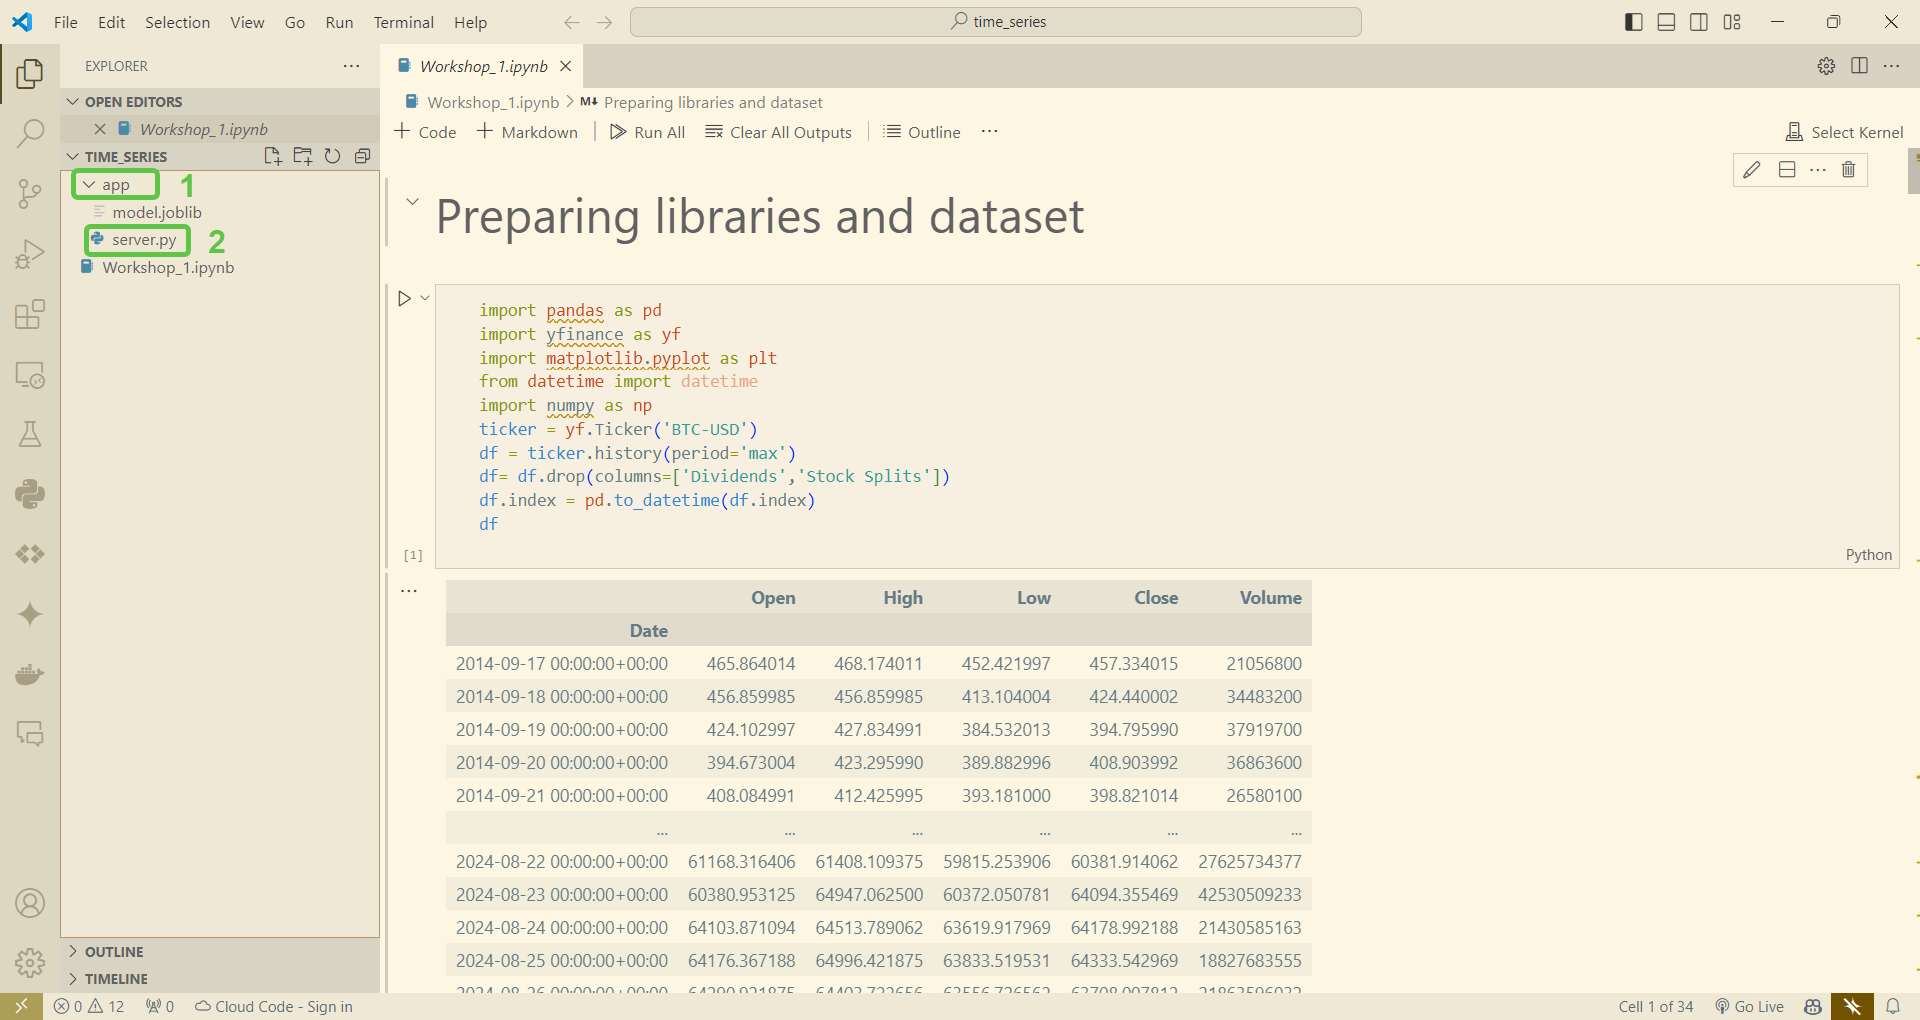 File Edit Selection View Go Run Terminal Help
time_series
EXPLORER
OPEN EDITORS
Workshop_1.ipynb
TIME_SERIES
app 1
model.joblib
server.py 2
Workshop_1.ipynb
OUTLINE
TIMELINE
Workshop_1.ipynb
Workshop_1.ipynb > M↓ Preparing libraries and dataset
+ Code + Markdown Run All Clear All Outputs Outline ...
Select Kernel
Preparing libraries and dataset
import pandas as pd
import yfinance as yf
import matplotlib.pyplot as plt
from datetime import datetime
import numpy as np
ticker = yf.Ticker('BTC-USD')
df = ticker.history(period='max')
df= df.drop(columns=['Dividends','Stock Splits'])
df.index = pd.to_datetime(df.index)
df
[1]
Python
...
Open High Low Close Volume
Date
2014-09-17 00:00:00+00:00 465.864014 468.174011 452.421997 457.334015 21056800
2014-09-18 00:00:00+00:00 456.859985 456.859985 413.104004 424.440002 34483200
2014-09-19 00:00:00+00:00 424.102997 427.834991 384.532013 394.795990 37919700
2014-09-20 00:00:00+00:00 394.673004 423.295990 389.882996 408.903992 36863600
2014-09-21 00:00:00+00:00 408.084991 412.425995 393.181000 398.821014 26580100
... ... ... ... ... ...
2024-08-22 00:00:00+00:00 61168.316406 61408.109375 59815.253906 60381.914062 27625734377
2024-08-23 00:00:00+00:00 60380.953125 64947.062500 60372.050781 64094.355469 42530509233
2024-08-24 00:00:00+00:00 64103.871094 64513.789062 63619.917969 64178.992188 21430585163
2024-08-25 00:00:00+00:00 64176.367188 64996.421875 63833.519531 64333.542969 18827683555
0 12 0 Cloud Code - Sign in
Cell 1 of 34 Go Live